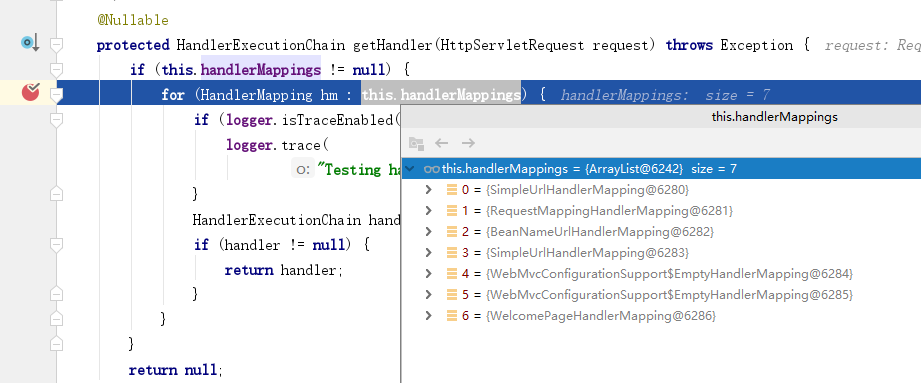 @Nullable
protected HandlerExecutionChain getHandler(HttpServletRequest request) throws Exception { request: Req
if (this.handlerMappings != null) {
for (HandlerMapping hm : this.handlerMappings) { handlerMappings: size = 7
if (logger.isTraceEnabled(
this.handlerMappings
logger.trace(
o: "Testing ha
this.handlerMappings = {ArrayList@6242} size = 7
0 = {SimpleUrlHandlerMapping@6280}
}
1 = {RequestMappingHandlerMapping@6281}
HandlerExecutionChain hand
2 = {BeanNameUrlHandlerMapping@6282}
if (handler != null) {
3 = {SimpleUrlHandlerMapping@6283}
return handler;
4 = {WebMvcConfigurationSupport$EmptyHandlerMapping@6284}
}
5 = {WebMvcConfigurationSupport$EmptyHandlerMapping@6285}
}
6 = {WelcomePageHandlerMapping@6286}
}
return null;